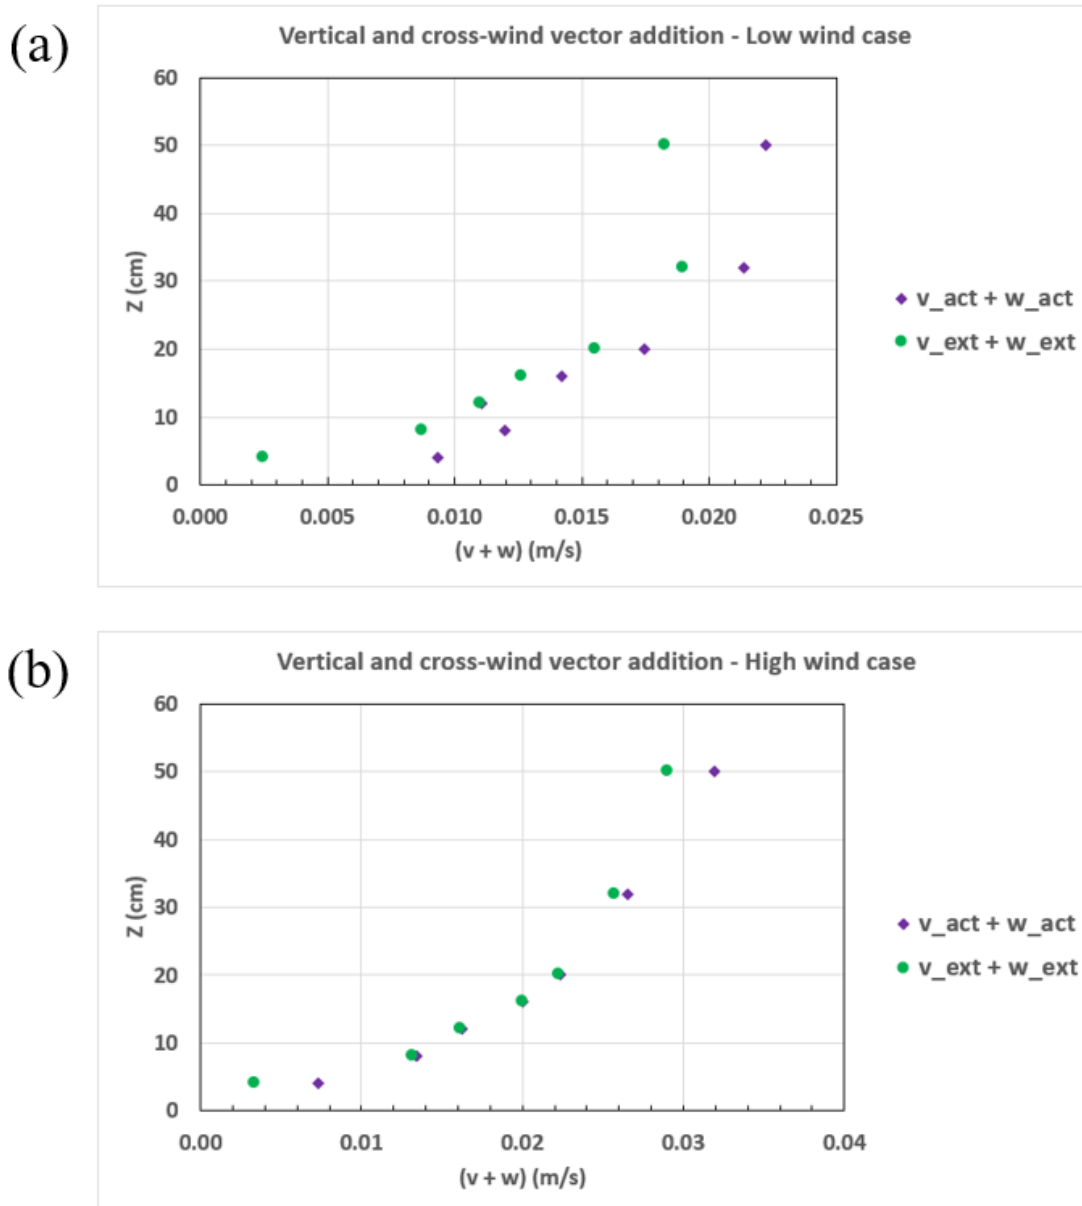 (a)
Vertical and cross-wind vector addition - Low wind case
60
50
40
30
20
10
0
Z (cm)
0.000 0.005 0.010 0.015 0.020 0.025
(v + w) (m/s)
v_act + w_act
v_ext + w_ext
(b)
Vertical and cross-wind vector addition - High wind case
60
50
40
30
20
10
0
Z (cm)
0.00 0.01 0.02 0.03 0.04
(v + w) (m/s)
v_act + w_act
v_ext + w_ext